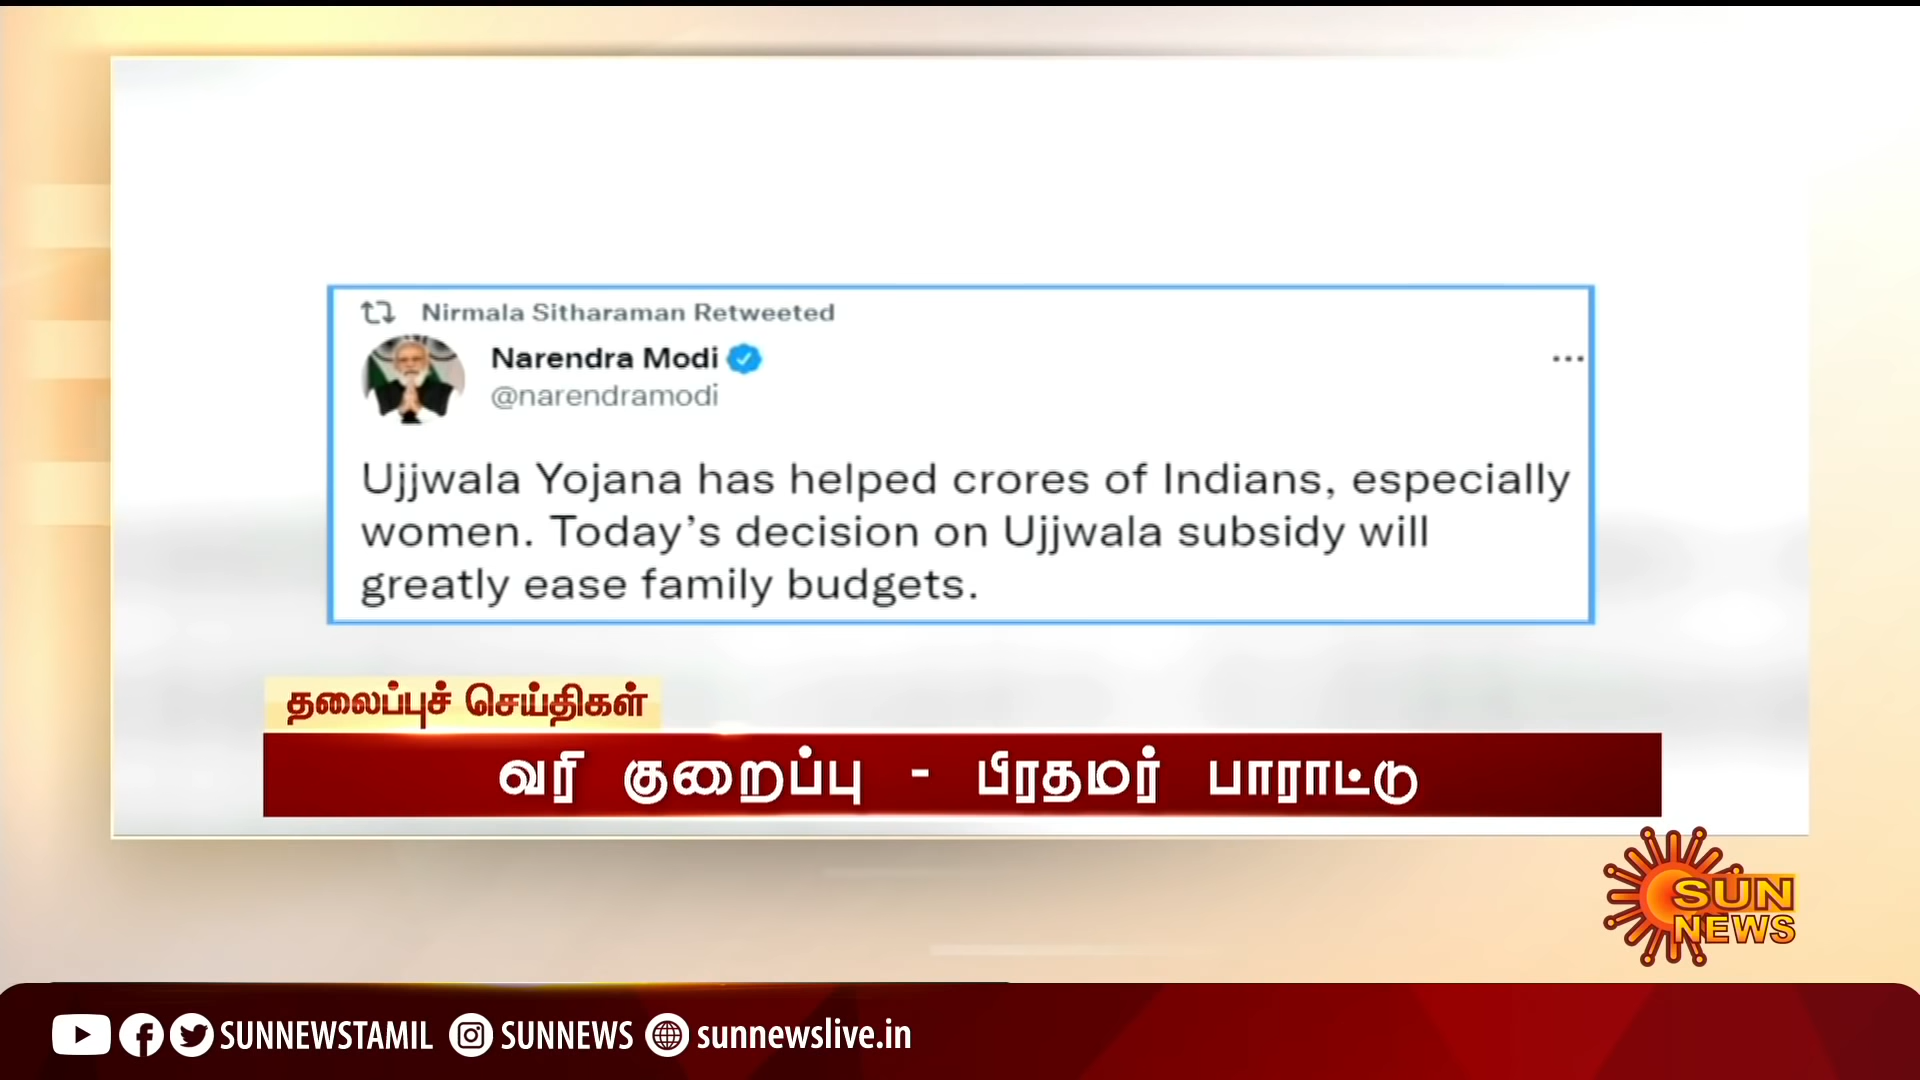 Nirmala Sitharaman Retweeted
Narendra Modi
@narendramodi
Ujjwala Yojana has helped crores of Indians, especially
women. Today's decision on Ujjwala subsidy will
greatly ease family budgets.
தலைப்புச் செய்திகள்
வரி குறைப்பு - பிரதமர் பாராட்டு
SUN
NEWS
SUNNEWSTAMIL SUNNEWS sunnewslive.in